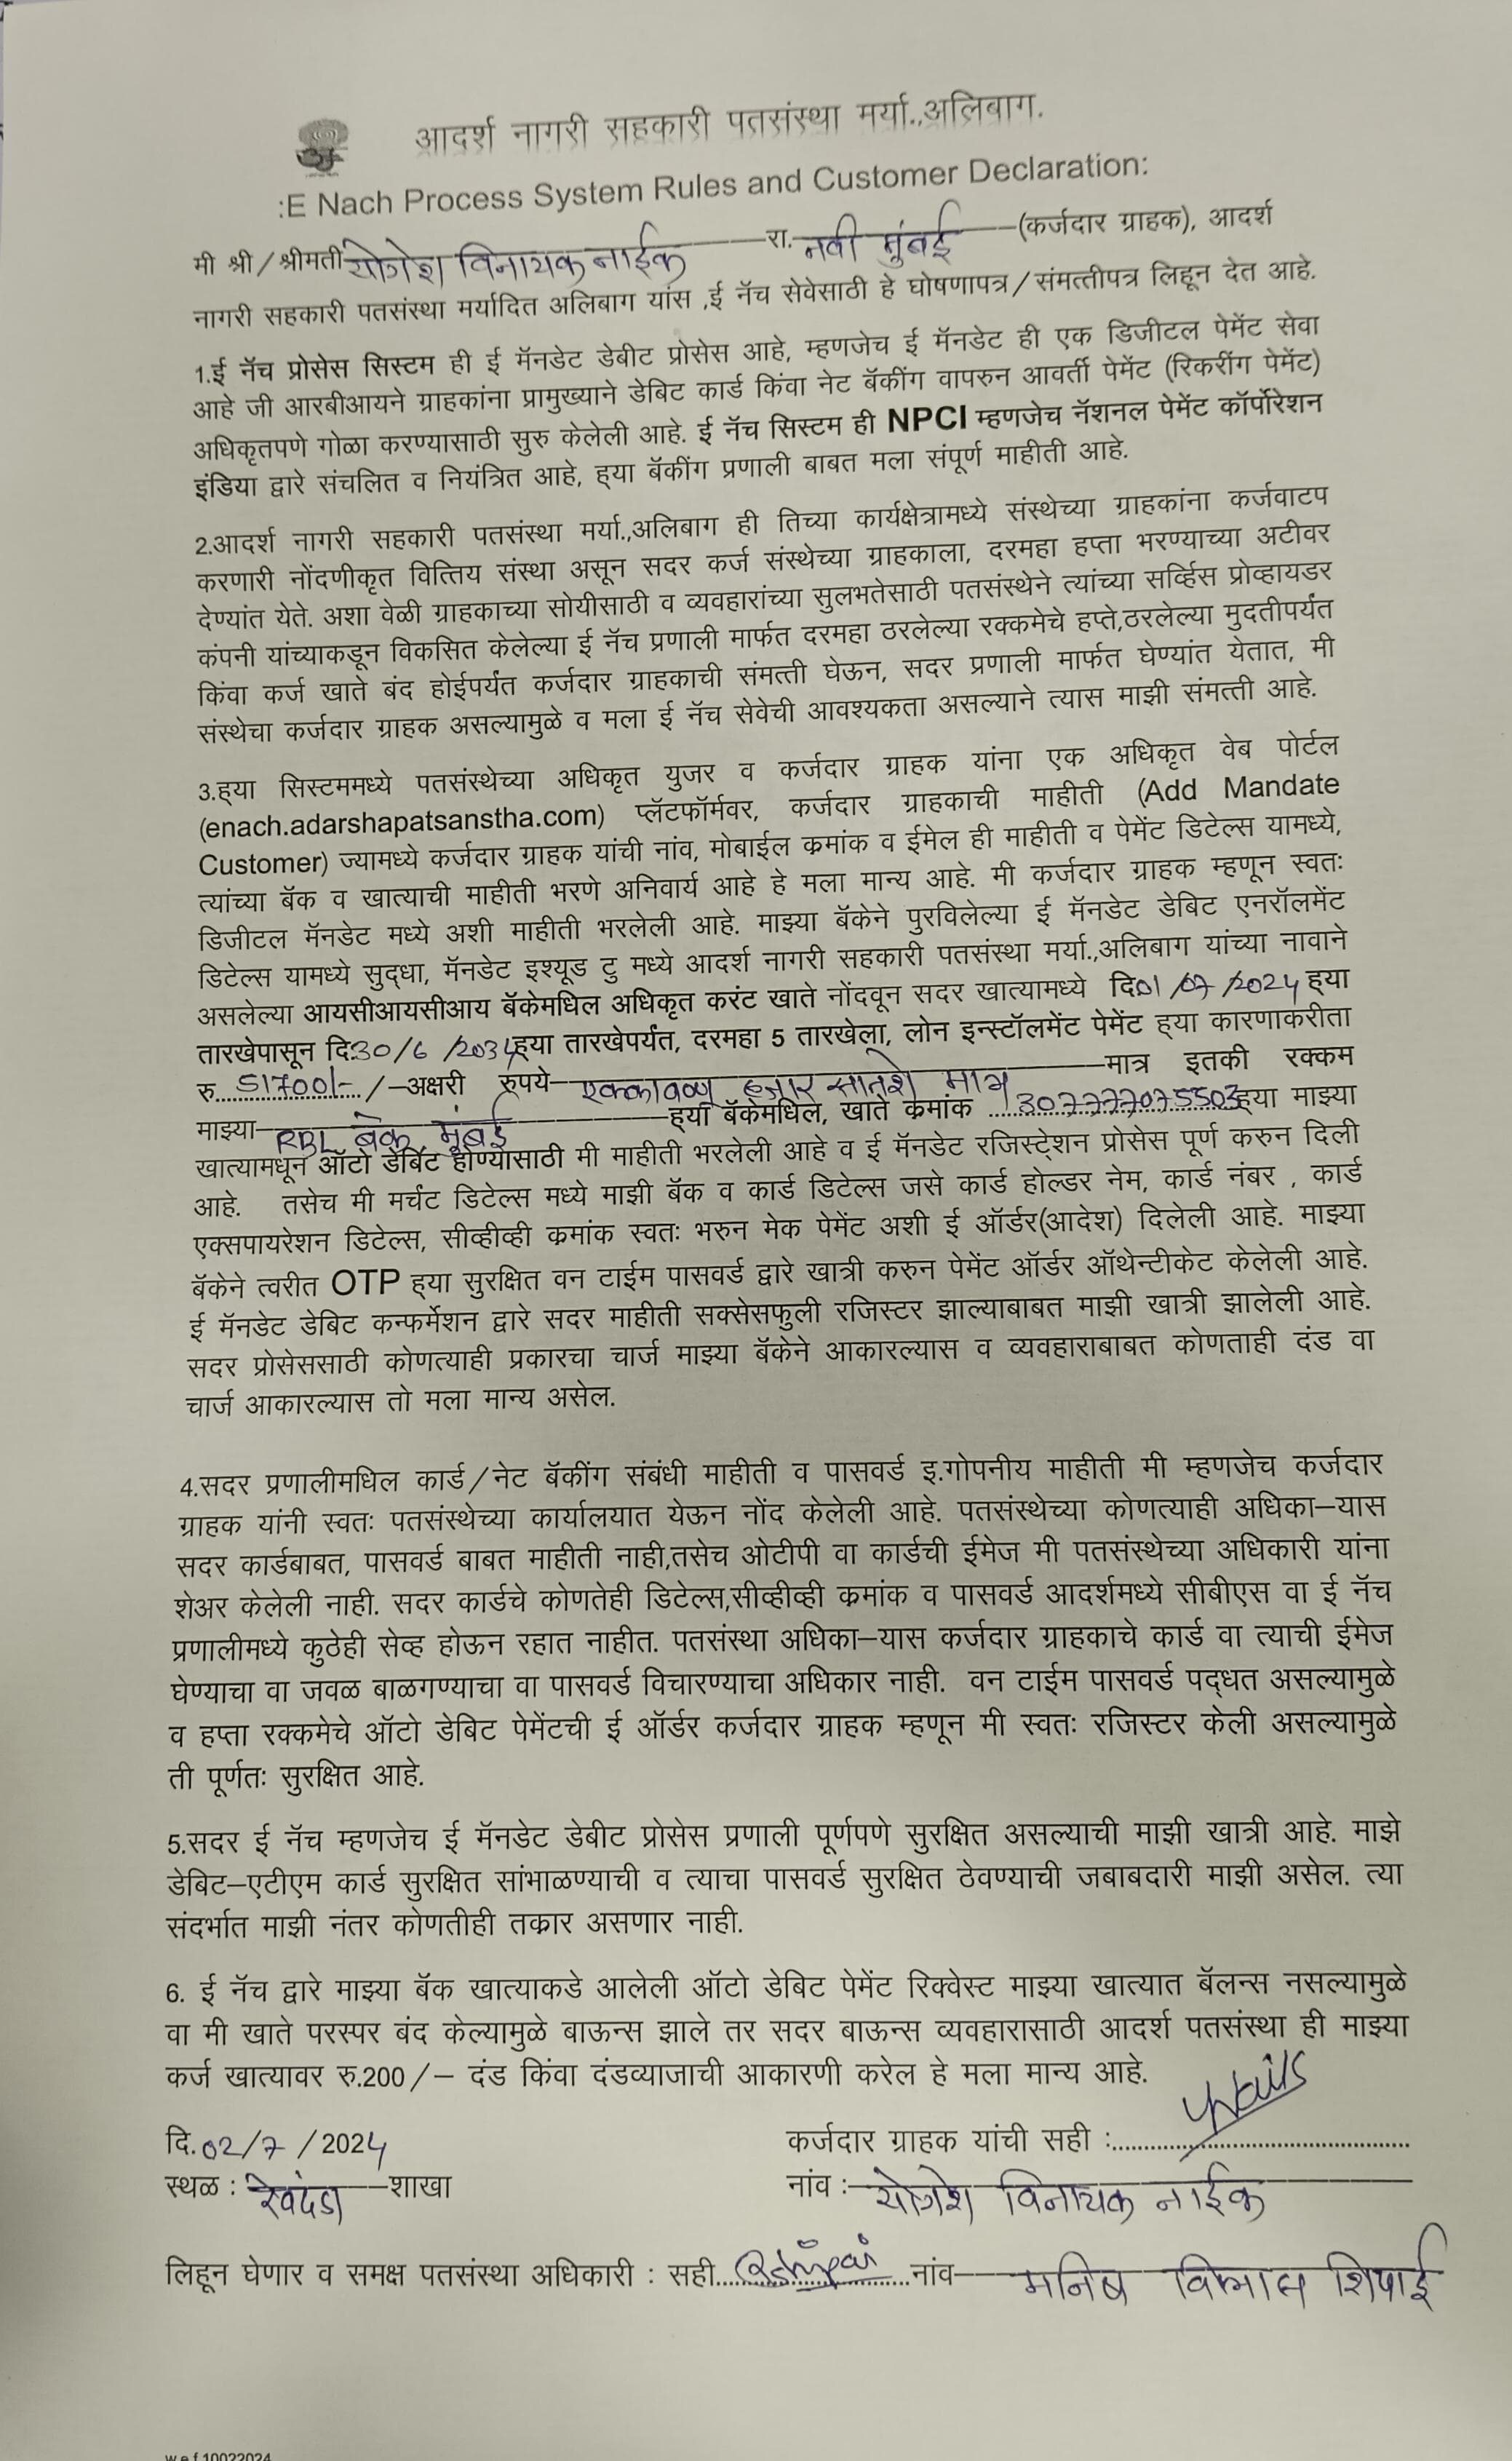 आदर्श नागरी सहकारी पतसंस्था मर्या.,अलिबाग.
:E Nach Process System Rules and Customer Declaration:
मी श्री/श्रीमती योगेश विनायक नाईक रा. नवी मुंबई (कर्जदार ग्राहक), आदर्श
नागरी सहकारी पतसंस्था मर्यादित अलिबाग यांस ,ई नॅच सेवेसाठी हे घोषणापत्र/संमत्तीपत्र लिहून देत आहे.
1.ई नॅच प्रोसेस सिस्टम ही ई मॅनडेट डेबीट प्रोसेस आहे, म्हणजेच ई मॅनडेट ही एक डिजीटल पेमेंट सेवा
आहे जी आरबीआयने ग्राहकांना प्रामुख्याने डेबिट कार्ड किंवा नेट बॅकींग वापरुन आवर्ती पेमेंट (रिकरींग पेमेंट)
अधिकृतपणे गोळा करण्यासाठी सुरु केलेली आहे. ई नॅच सिस्टम ही NPCI म्हणजेच नॅशनल पेमेंट कॉर्पोरेशन
इंडिया द्वारे संचलित व नियंत्रित आहे, ह्या बॅकींग प्रणाली बाबत मला संपूर्ण माहीती आहे.
2.आदर्श नागरी सहकारी पतसंस्था मर्या.,अलिबाग ही तिच्या कार्यक्षेत्रामध्ये संस्थेच्या ग्राहकांना कर्जवाटप
करणारी नोंदणीकृत वित्तिय संस्था असून सदर कर्ज संस्थेच्या ग्राहकाला, दरमहा हप्ता भरण्याच्या अटीवर
देण्यांत येते. अशा वेळी ग्राहकाच्या सोयीसाठी व व्यवहारांच्या सुलभतेसाठी पतसंस्थेने त्यांच्या सर्व्हिस प्रोव्हायडर
कंपनी यांच्याकडून विकसित केलेल्या ई नॅच प्रणाली मार्फत दरमहा ठरलेल्या रक्कमेचे हप्ते,ठरलेल्या मुदतीपर्यंत
किंवा कर्ज खाते बंद होईपर्यंत कर्जदार ग्राहकाची संमत्ती घेऊन, सदर प्रणाली मार्फत घेण्यांत येतात, मी
संस्थेचा कर्जदार ग्राहक असल्यामुळे व मला ई नॅच सेवेची आवश्यकता असल्याने त्यास माझी संमत्ती आहे.
3.ह्या सिस्टममध्ये पतसंस्थेच्या अधिकृत युजर व कर्जदार ग्राहक यांना एक अधिकृत वेब पोर्टल
(enach.adarshapatsanstha.com) प्लॅटफॉर्मवर, कर्जदार ग्राहकाची माहीती (Add Mandate
Customer) ज्यामध्ये कर्जदार ग्राहक यांची नांव, मोबाईल क्रमांक व ईमेल ही माहीती व पेमेंट डिटेल्स यामध्ये,
त्यांच्या बॅक व खात्याची माहीती भरणे अनिवार्य आहे हे मला मान्य आहे. मी कर्जदार ग्राहक म्हणून स्वतः
डिजीटल मॅनडेट मध्ये अशी माहीती भरलेली आहे. माझ्या बॅकेने पुरविलेल्या ई मॅनडेट डेबिट एनरॉलमेंट
डिटेल्स यामध्ये सुद्धा, मॅनडेट इश्यूड टु मध्ये आदर्श नागरी सहकारी पतसंस्था मर्या.,अलिबाग यांच्या नावाने
असलेल्या आयसीआयसीआय बॅकेमधिल अधिकृत करंट खाते नोंदवून सदर खात्यामध्ये दि.01/07/2024 ह्या
तारखेपासून दि.30/6/2034 ह्या तारखेपर्यंत, दरमहा 5 तारखेला, लोन इन्स्टॉलमेंट पेमेंट ह्या कारणाकरीता
रु. 51700/- /-अक्षरी रुपये- एक्कावण्ण हजार सातशे मात्र मात्र इतकी रक्कम
माझ्या RBL बँक, मुंबई ह्या बॅकेमधिल, खाते क्रमांक 307777075503 ह्या माझ्या
खात्यामधून ऑटो डेबिट होण्यासाठी मी माहीती भरलेली आहे व ई मॅनडेट रजिस्ट्रेशन प्रोसेस पूर्ण करुन दिली
आहे. तसेच मी मर्चंट डिटेल्स मध्ये माझी बॅक व कार्ड डिटेल्स जसे कार्ड होल्डर नेम, कार्ड नंबर , कार्ड
एक्सपायरेशन डिटेल्स, सीव्हीव्ही क्रमांक स्वतः भरुन मेक पेमेंट अशी ई ऑर्डर(आदेश) दिलेली आहे. माझ्या
बॅकेने त्वरीत OTP ह्या सुरक्षित वन टाईम पासवर्ड द्वारे खात्री करुन पेमेंट ऑर्डर ऑथेन्टीकेट केलेली आहे.
ई मॅनडेट डेबिट कन्फर्मेशन द्वारे सदर माहीती सक्सेसफुली रजिस्टर झाल्याबाबत माझी खात्री झालेली आहे.
सदर प्रोसेससाठी कोणत्याही प्रकारचा चार्ज माझ्या बॅकेने आकारल्यास व व्यवहाराबाबत कोणताही दंड वा
चार्ज आकारल्यास तो मला मान्य असेल.
4.सदर प्रणालीमधिल कार्ड/नेट बॅकींग संबंधी माहीती व पासवर्ड इ.गोपनीय माहीती मी म्हणजेच कर्जदार
ग्राहक यांनी स्वतः पतसंस्थेच्या कार्यालयात येऊन नोंद केलेली आहे. पतसंस्थेच्या कोणत्याही अधिका-यास
सदर कार्डबाबत, पासवर्ड बाबत माहीती नाही,तसेच ओटीपी वा कार्डची ईमेज मी पतसंस्थेच्या अधिकारी यांना
शेअर केलेली नाही. सदर कार्डचे कोणतेही डिटेल्स,सीव्हीव्ही क्रमांक व पासवर्ड आदर्शमध्ये सीबीएस वा ई नॅच
प्रणालीमध्ये कुठेही सेव्ह होऊन रहात नाहीत. पतसंस्था अधिका-यास कर्जदार ग्राहकाचे कार्ड वा त्याची ईमेज
घेण्याचा वा जवळ बाळगण्याचा वा पासवर्ड विचारण्याचा अधिकार नाही. वन टाईम पासवर्ड पद्धत असल्यामुळे
व हप्ता रक्कमेचे ऑटो डेबिट पेमेंटची ई ऑर्डर कर्जदार ग्राहक म्हणून मी स्वतः रजिस्टर केली असल्यामुळे
ती पूर्णतः सुरक्षित आहे.
5.सदर ई नॅच म्हणजेच ई मॅनडेट डेबीट प्रोसेस प्रणाली पूर्णपणे सुरक्षित असल्याची माझी खात्री आहे. माझे
डेबिट-एटीएम कार्ड सुरक्षित सांभाळण्याची व त्याचा पासवर्ड सुरक्षित ठेवण्याची जबाबदारी माझी असेल. त्या
संदर्भात माझी नंतर कोणतीही तक्रार असणार नाही.
6. ई नॅच द्वारे माझ्या बॅक खात्याकडे आलेली ऑटो डेबिट पेमेंट रिक्वेस्ट माझ्या खात्यात बॅलन्स नसल्यामुळे
वा मी खाते परस्पर बंद केल्यामुळे बाऊन्स झाले तर सदर बाऊन्स व्यवहारासाठी आदर्श पतसंस्था ही माझ्या
कर्ज खात्यावर रु.200/- दंड किंवा दंडव्याजाची आकारणी करेल हे मला मान्य आहे.
दि.02/7/2024 कर्जदार ग्राहक यांची सही :
स्थळ : रेवदंडा शाखा नांव :- योगेश विनायक नाईक
लिहून घेणार व समक्ष पतसंस्था अधिकारी : सही नांव- मनिष विलास शिपाई
w.e.f.10022024